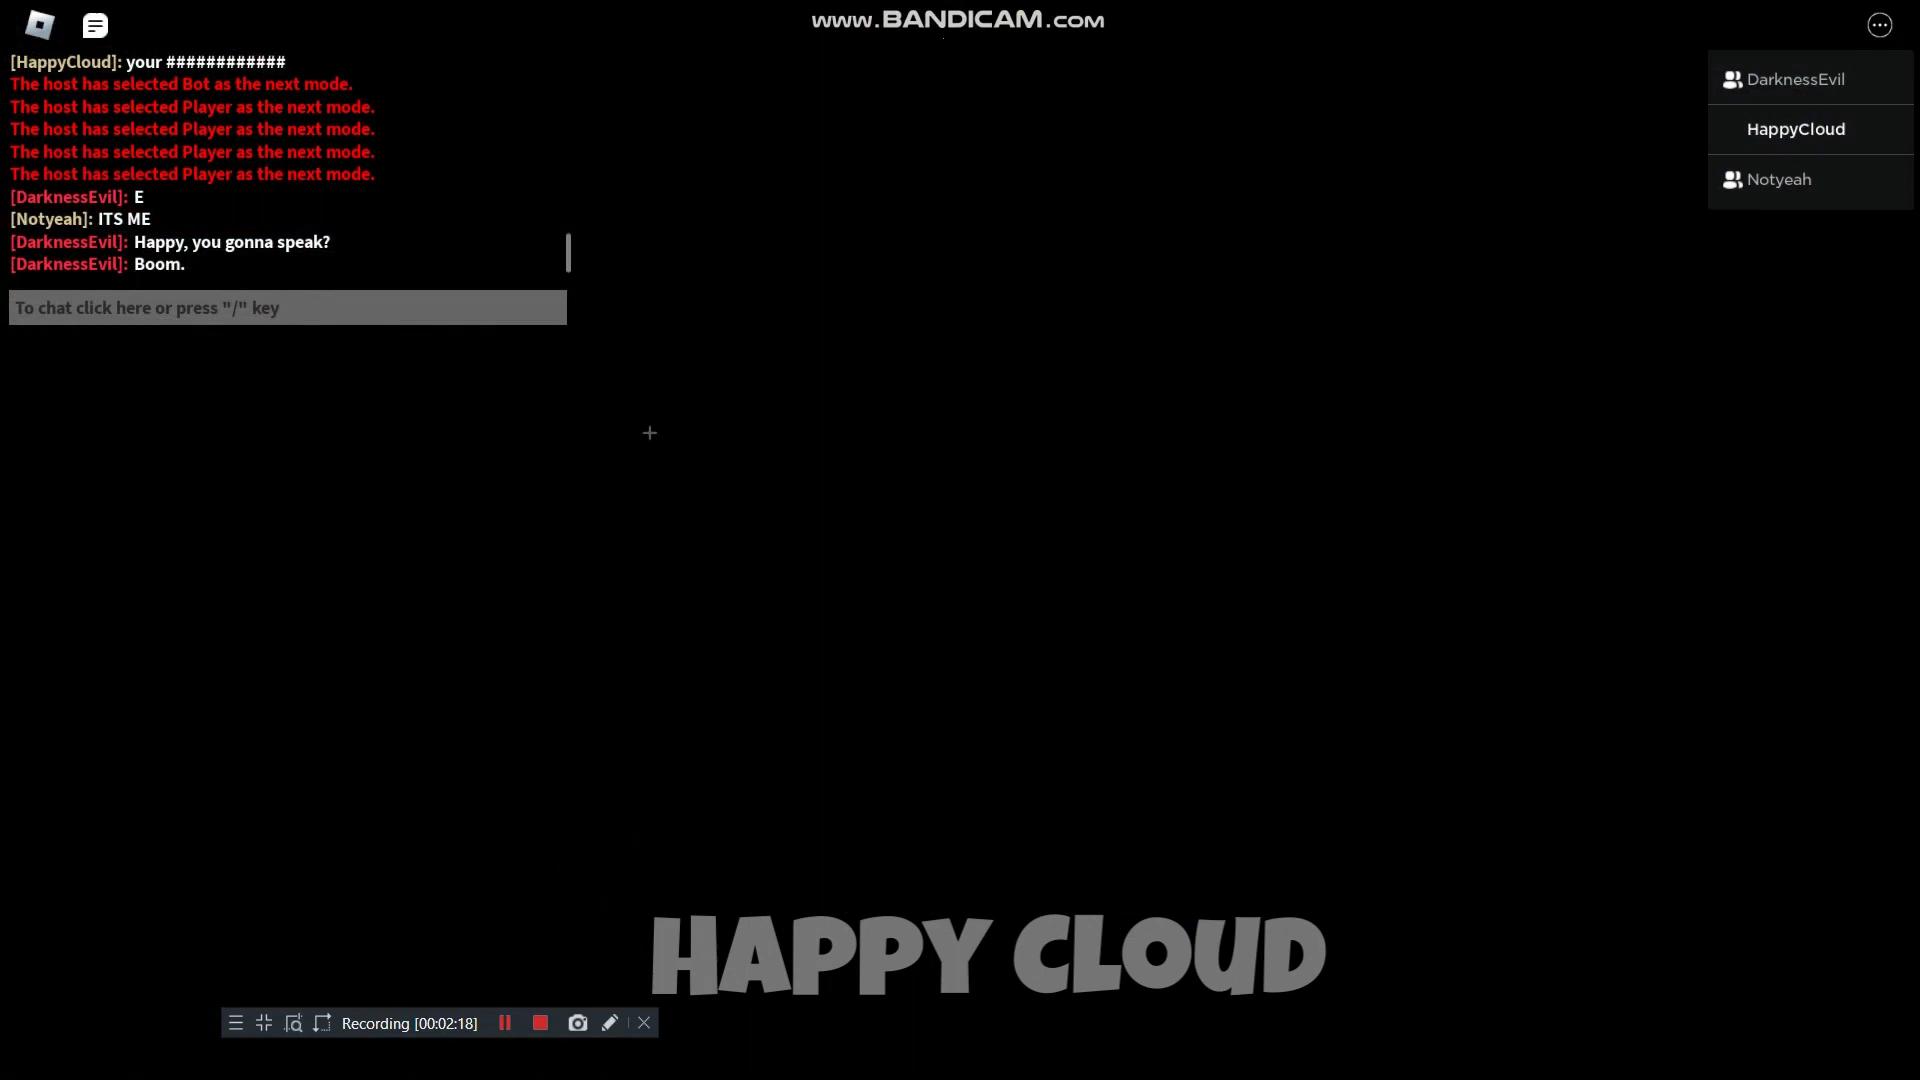 www.BANDICAM.com
[HappyCloud]: your ############
The host has selected Bot as the next mode.
The host has selected Player as the next mode.
The host has selected Player as the next mode.
The host has selected Player as the next mode.
The host has selected Player as the next mode.
[DarknessEvil]: E
[Notyeah]: ITS ME
[DarknessEvil]: Happy, you gonna speak?
[DarknessEvil]: Boom.
To chat click here or press "/" key
DarknessEvil
HappyCloud
Notyeah
HAPPY CLOUD
Recording [00:02:18]